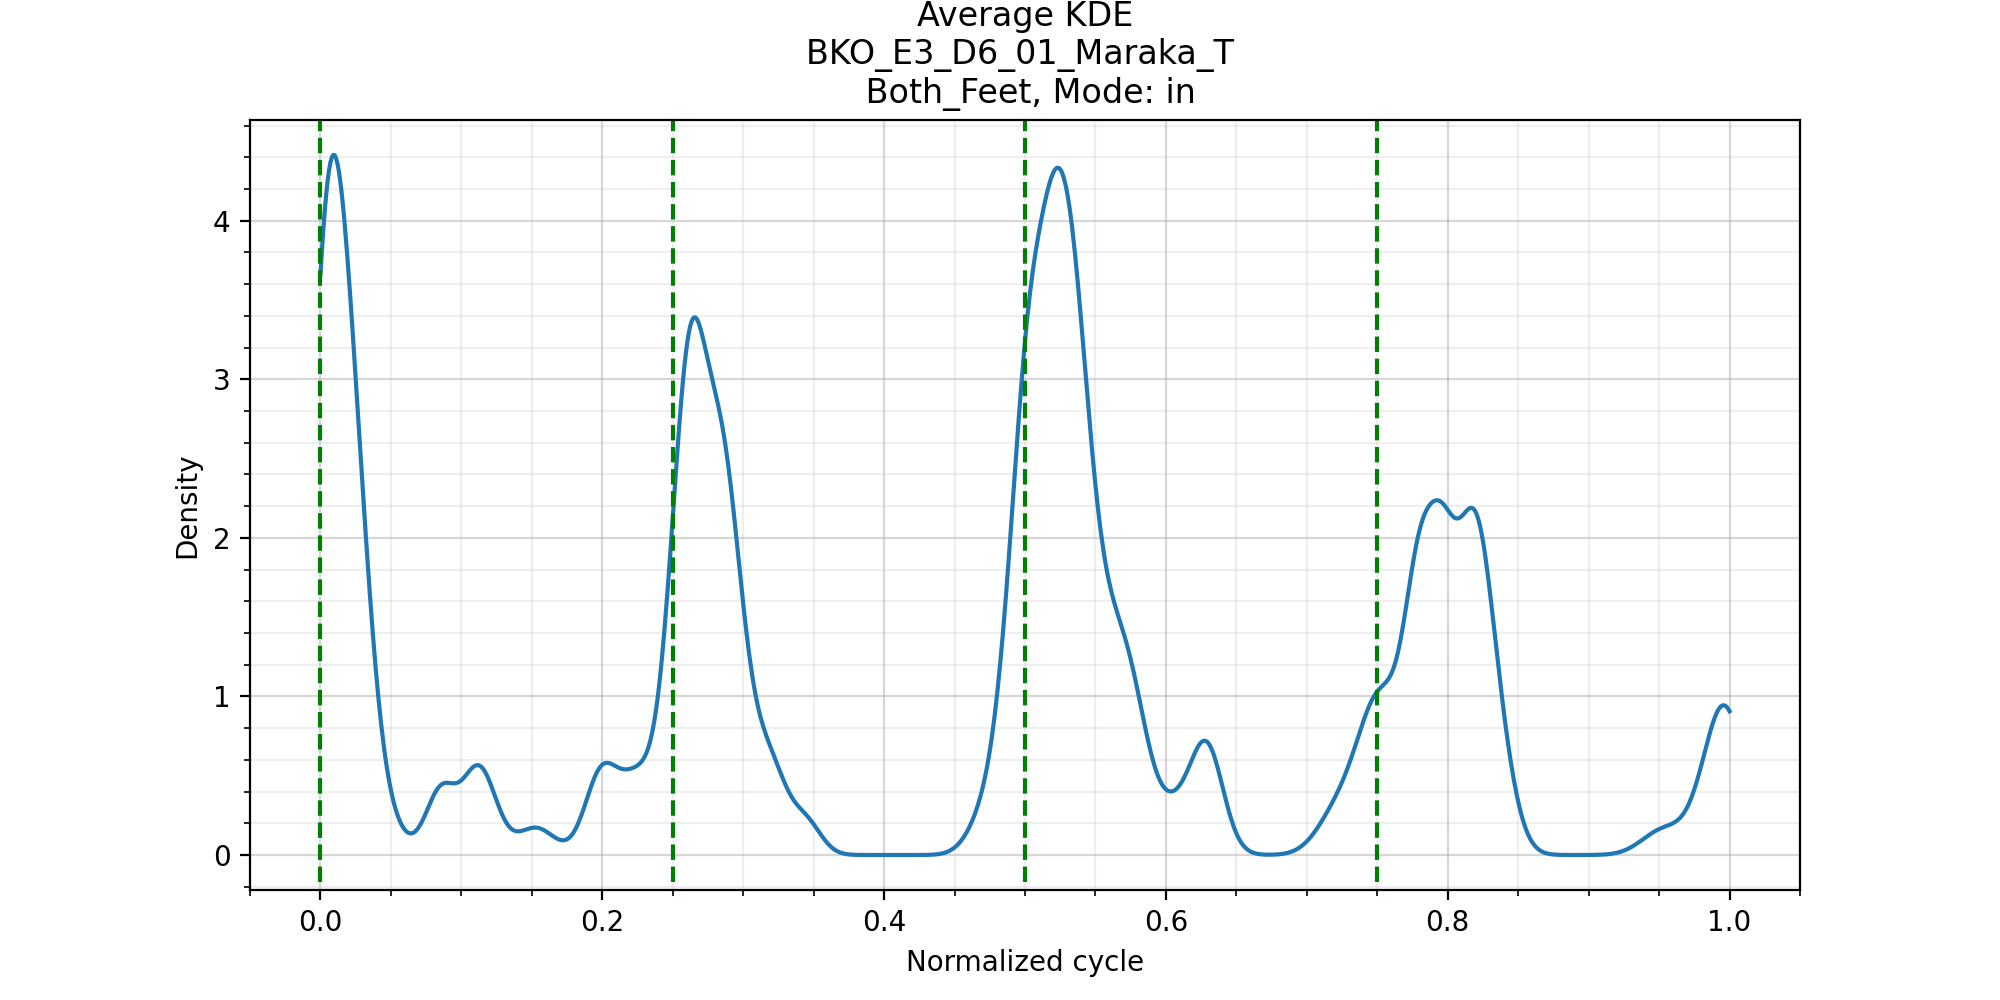 Average KDE
BKO_E3_D6_01_Maraka_T
Both_Feet, Mode: in
4
3
2
1
0
Density
0.0 0.2 0.4 0.6 0.8 1.0
Normalized cycle